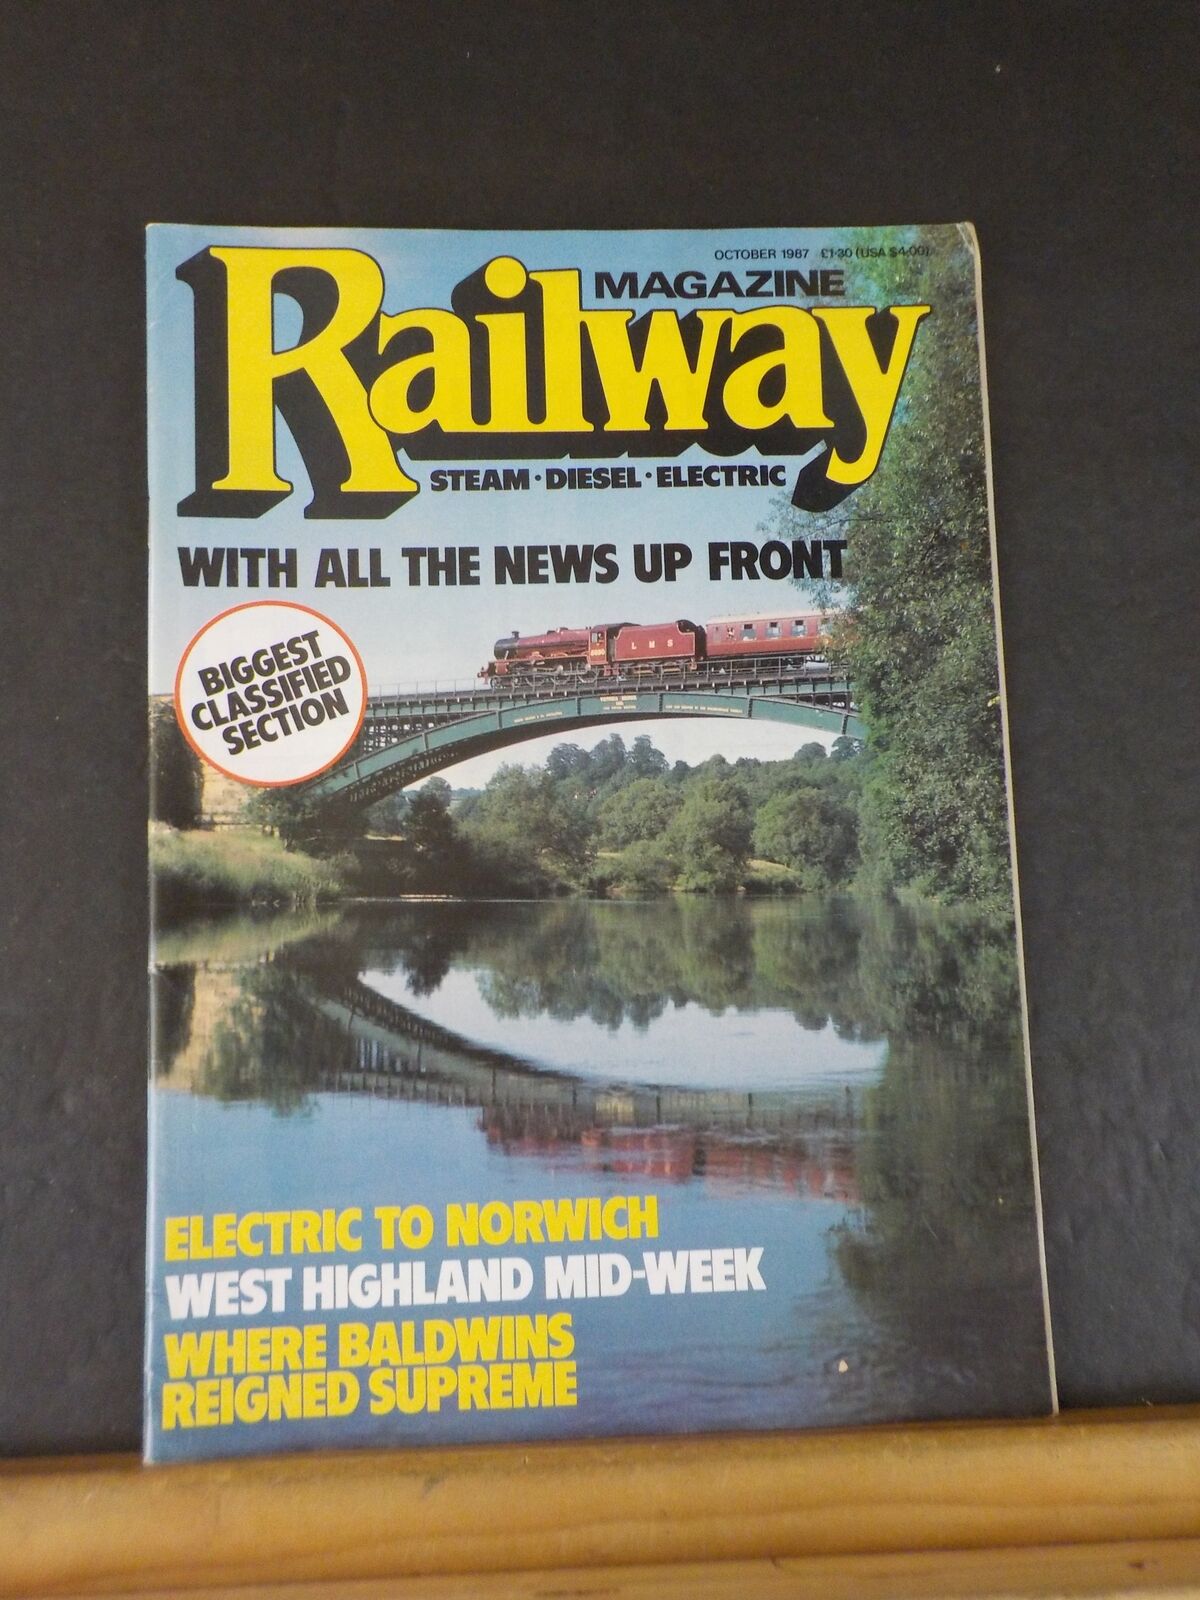 OCTOBER 1987 £1·30 (USA $4·00)
MAGAZINE
Railway
STEAM · DIESEL · ELECTRIC
WITH ALL THE NEWS UP FRONT
BIGGEST
CLASSIFIED
SECTION
L M S
ELECTRIC TO NORWICH
WEST HIGHLAND MID-WEEK
WHERE BALDWINS
REIGNED SUPREME